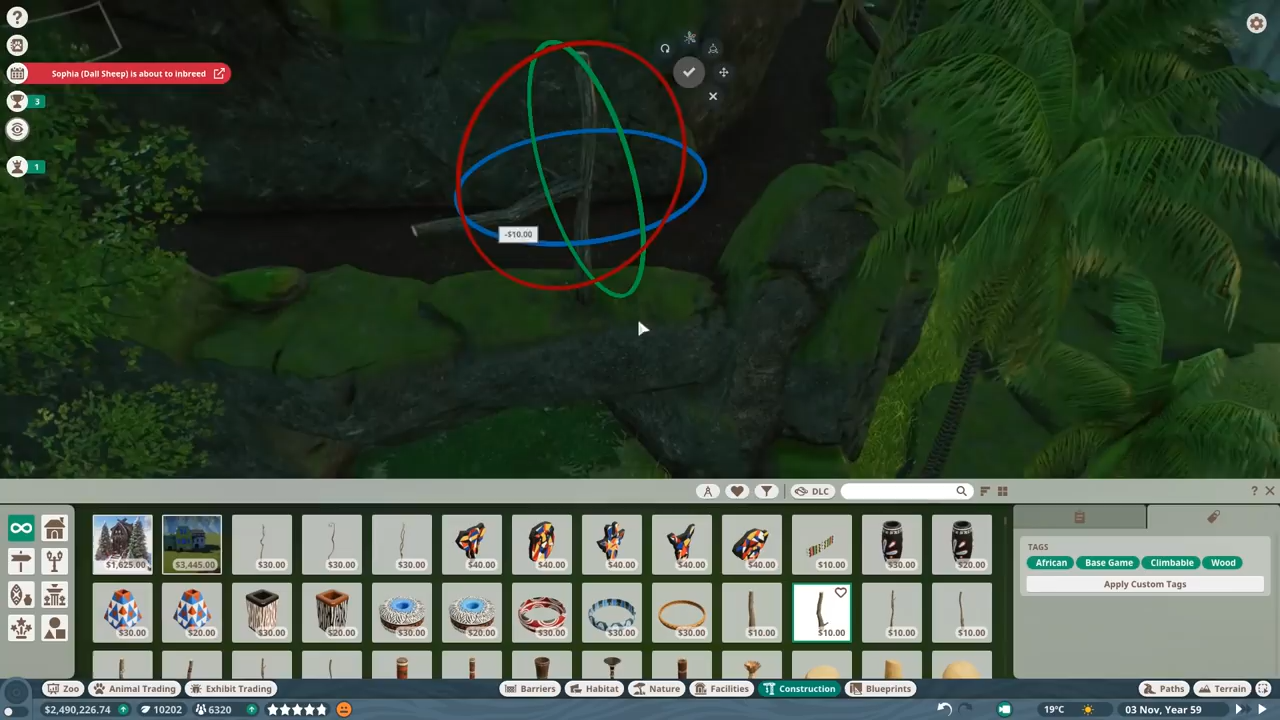 ?
Sophia (Dall Sheep) is about to inbreed
3
1
-$10.00
DLC
? ×
$1,625.00 $3,445.00 $30.00 $30.00 $30.00 $40.00 $40.00 $40.00 $40.00 $40.00 $10.00 $30.00 $20.00
$30.00 $20.00 $30.00 $20.00 $30.00 $20.00 $30.00 $30.00 $30.00 $10.00 $10.00 $10.00 $10.00
TAGS
African Base Game Climbable Wood
Apply Custom Tags
Zoo Animal Trading Exhibit Trading Barriers Habitat Nature Facilities Construction Blueprints Paths Terrain
$2,490,226.74 10202 6320 19°C 03 Nov, Year 59